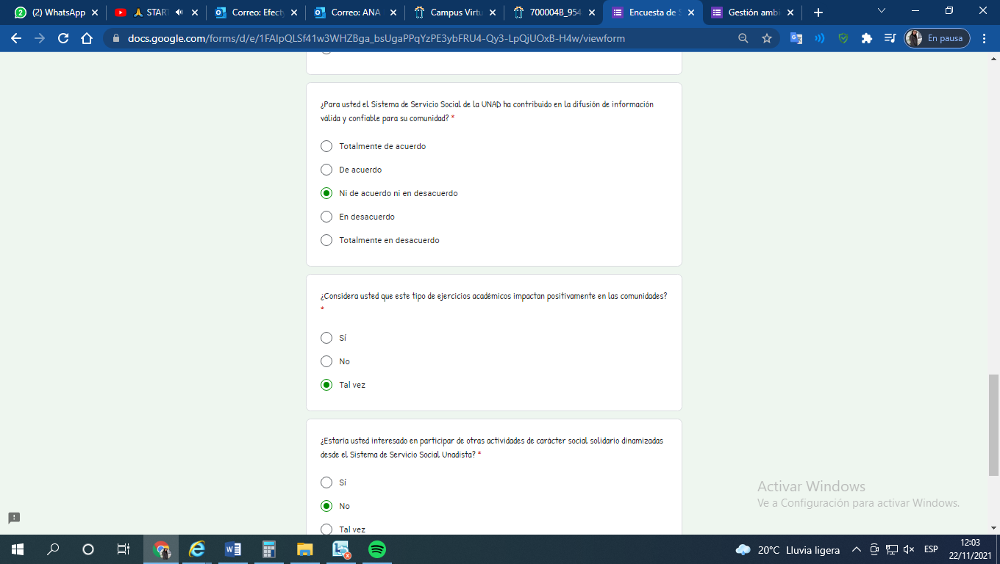 (2) WhatsApp
START
Correo: Efecty
Correo: ANA
Campus Virtu
700004B_954
Encuesta de S
Gestión ambi
docs.google.com/forms/d/e/1FAIpQLSf41w3WHZBga_bsUgaPPqYzPE3ybFRU4-Qy3-LpQjUOxB-H4w/viewform
En pausa
¿Para usted el Sistema de Servicio Social de la UNAD ha contribuido en la difusión de información
válida y confiable para su comunidad? *
Totalmente de acuerdo
De acuerdo
Ni de acuerdo ni en desacuerdo
En desacuerdo
Totalmente en desacuerdo
¿Considera usted que este tipo de ejercicios académicos impactan positivamente en las comunidades?
*
Sí
No
Tal vez
¿Estaría usted interesado en participar de otras actividades de carácter social solidario dinamizadas
desde el Sistema de Servicio Social Unadista? *
Sí
No
Tal vez
Activar Windows
Ve a Configuración para activar Windows.
20°C Lluvia ligera
ESP
12:03
22/11/2021